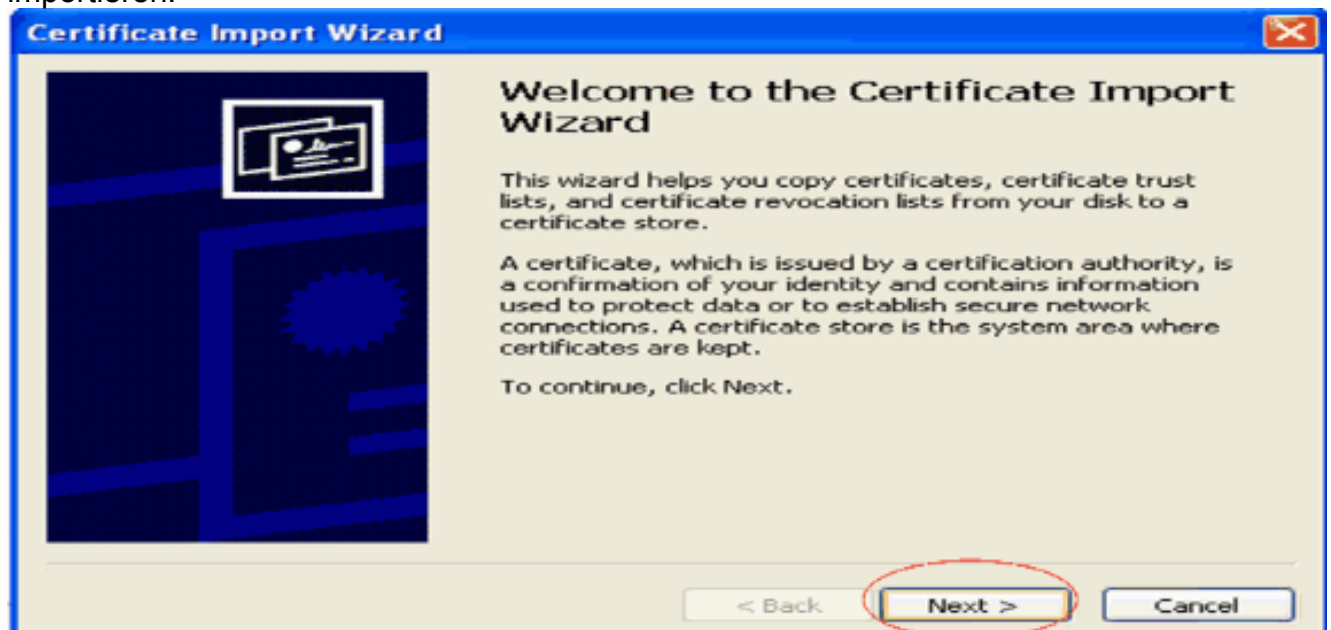 importieren.
Certificate Import Wizard
Welcome to the Certificate Import
Wizard
This wizard helps you copy certificates, certificate trust
lists, and certificate revocation lists from your disk to a
certificate store.
A certificate, which is issued by a certification authority, is
a confirmation of your identity and contains information
used to protect data or to establish secure network
connections. A certificate store is the system area where
certificates are kept.
To continue, click Next.
< Back Next > Cancel